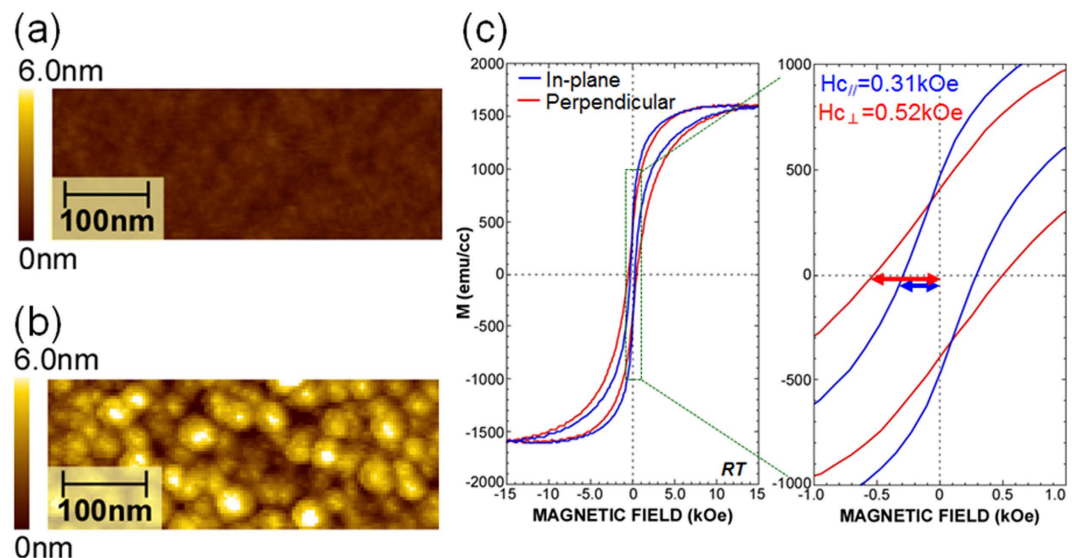 (a)
6.0nm
100nm
0nm
(b)
6.0nm
100nm
0nm
(c)
2000
1500
1000
500
0
-500
-1000
-1500
-2000
M (emu/cc)
In-plane
Perpendicular
RT
-15
-10
-5.0
0
5.0
10
15
MAGNETIC FIELD (kOe)
1000
500
0
-500
-1000
Hc//=0.31kOe
Hc⊥=0.52kOe
-1.0
-0.5
0
0.5
1.0
MAGNETIC FIELD (kOe)